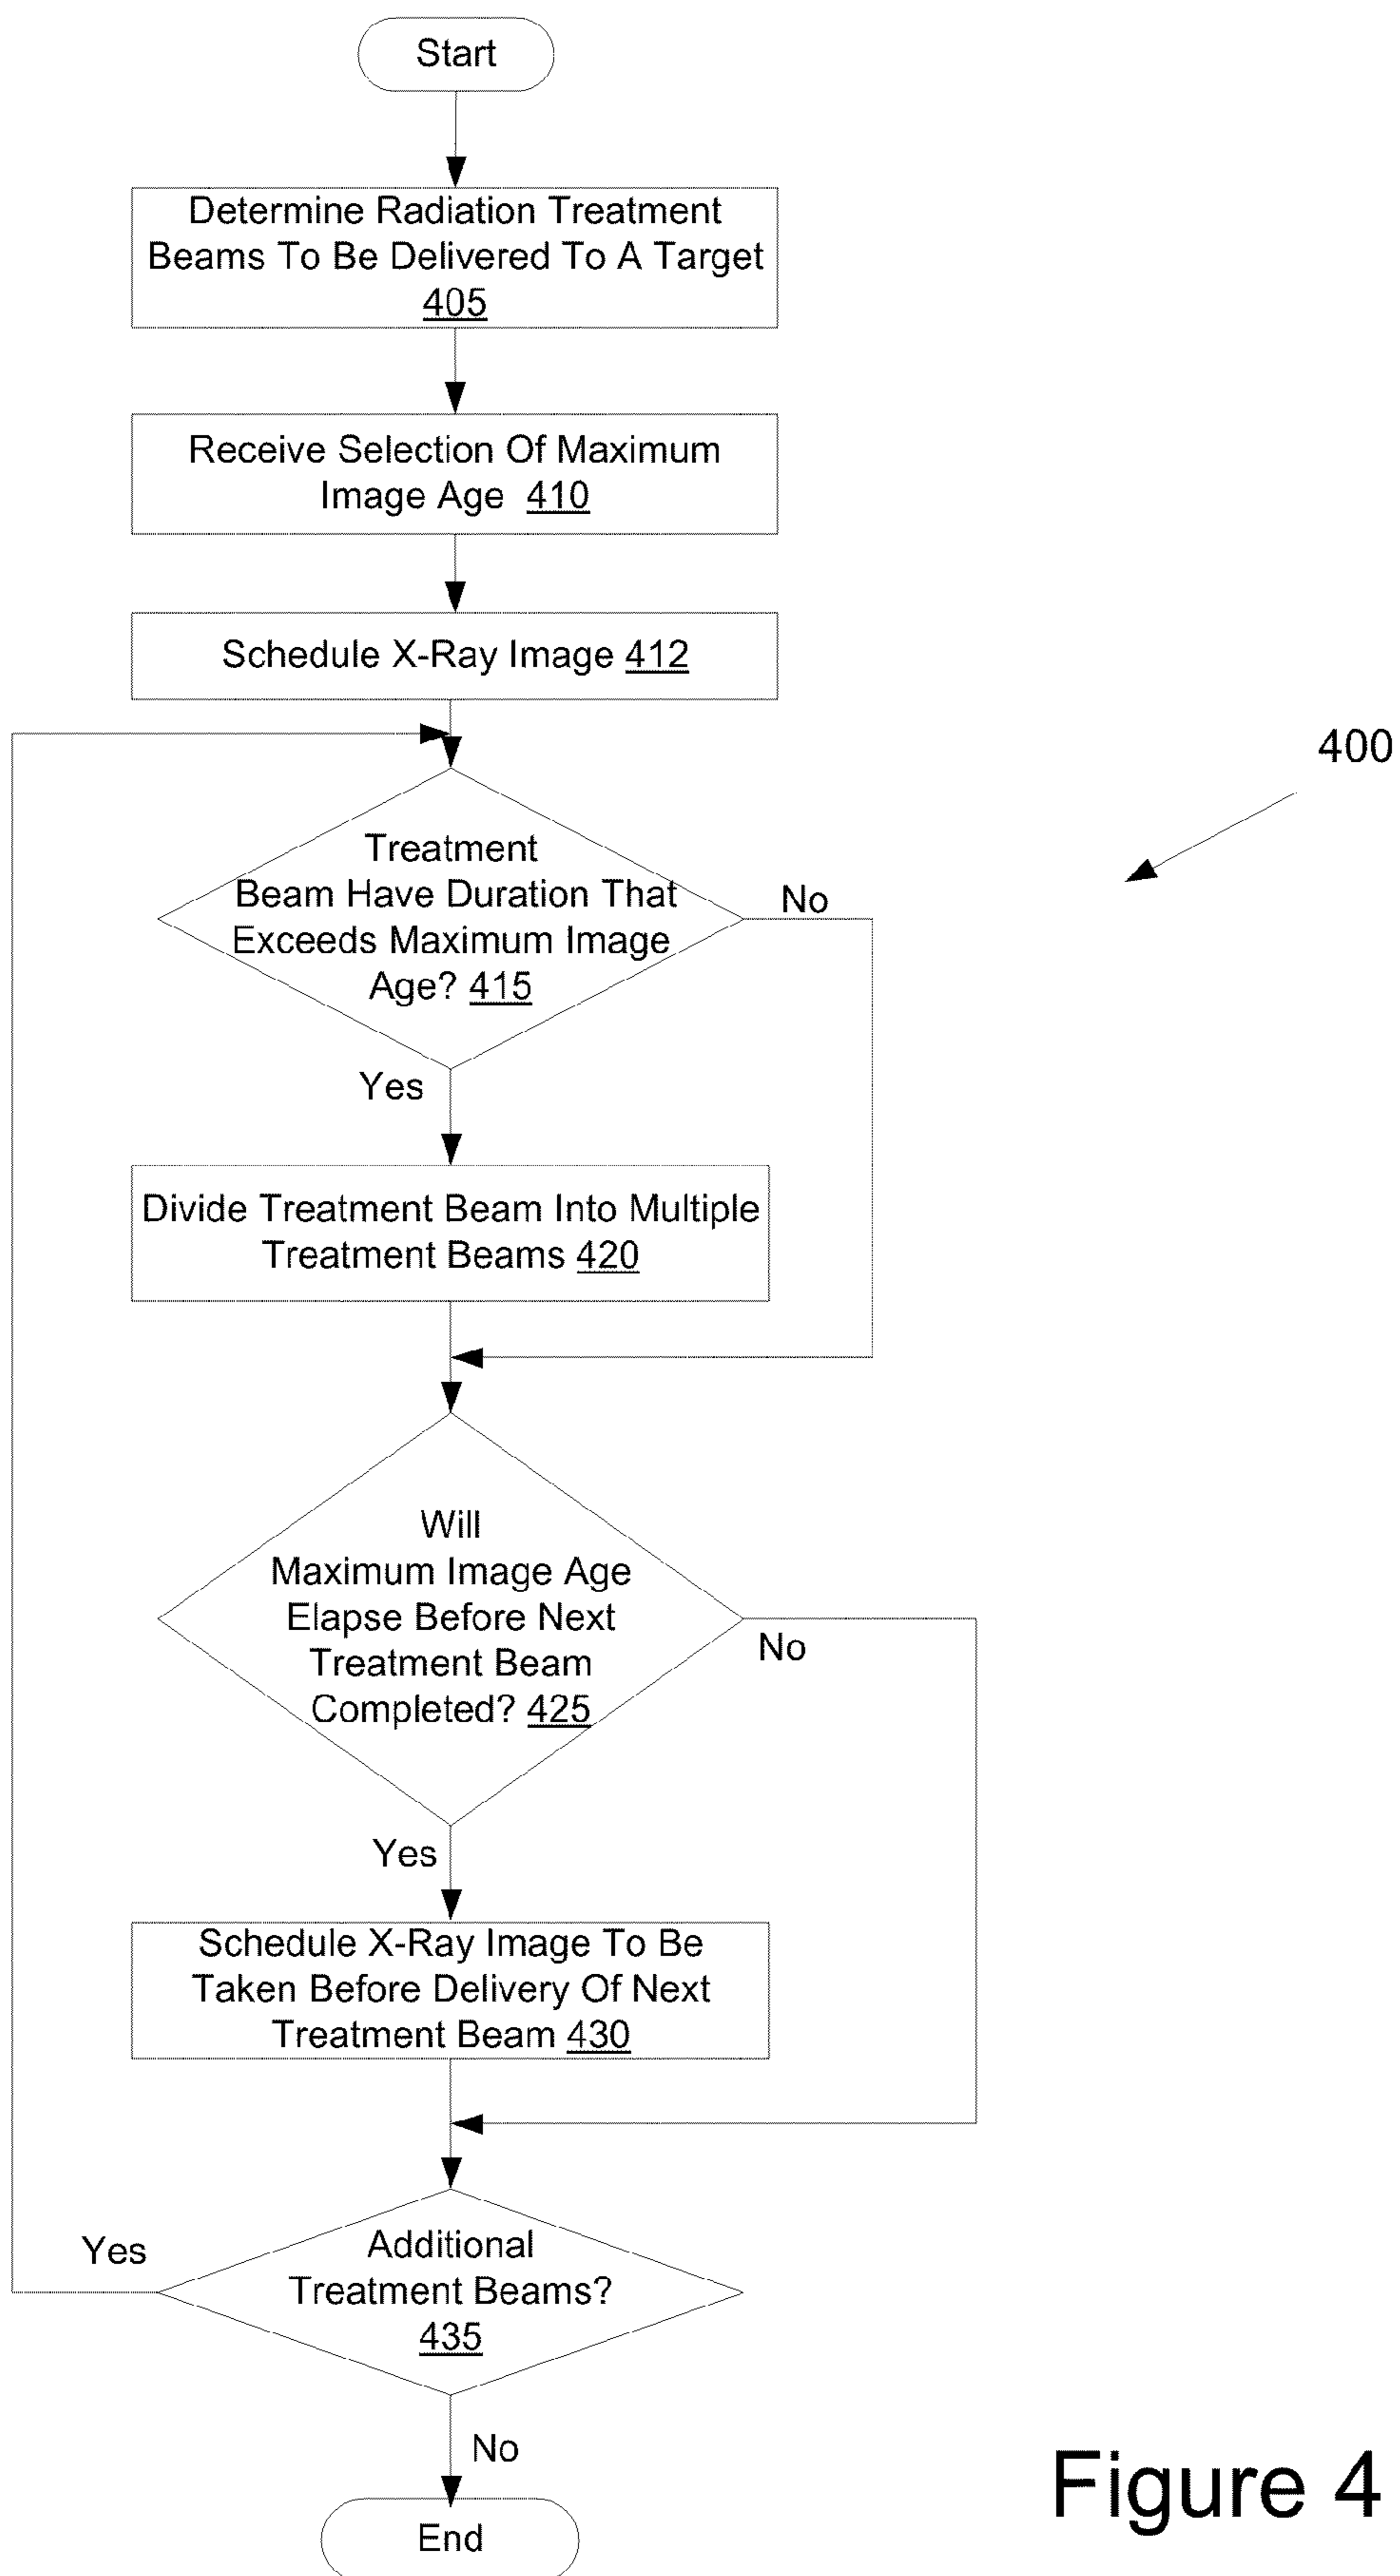 Start
Determine Radiation Treatment
Beams To Be Delivered To A Target
405
Receive Selection Of Maximum
Image Age 410
Schedule X-Ray Image 412
400
Treatment
Beam Have Duration That
Exceeds Maximum Image
Age? 415
No
Yes
Divide Treatment Beam Into Multiple
Treatment Beams 420
Will
Maximum Image Age
Elapse Before Next
Treatment Beam
Completed? 425
No
Yes
Schedule X-Ray Image To Be
Taken Before Delivery Of Next
Treatment Beam 430
Yes
Additional
Treatment Beams?
435
No
End
Figure 4